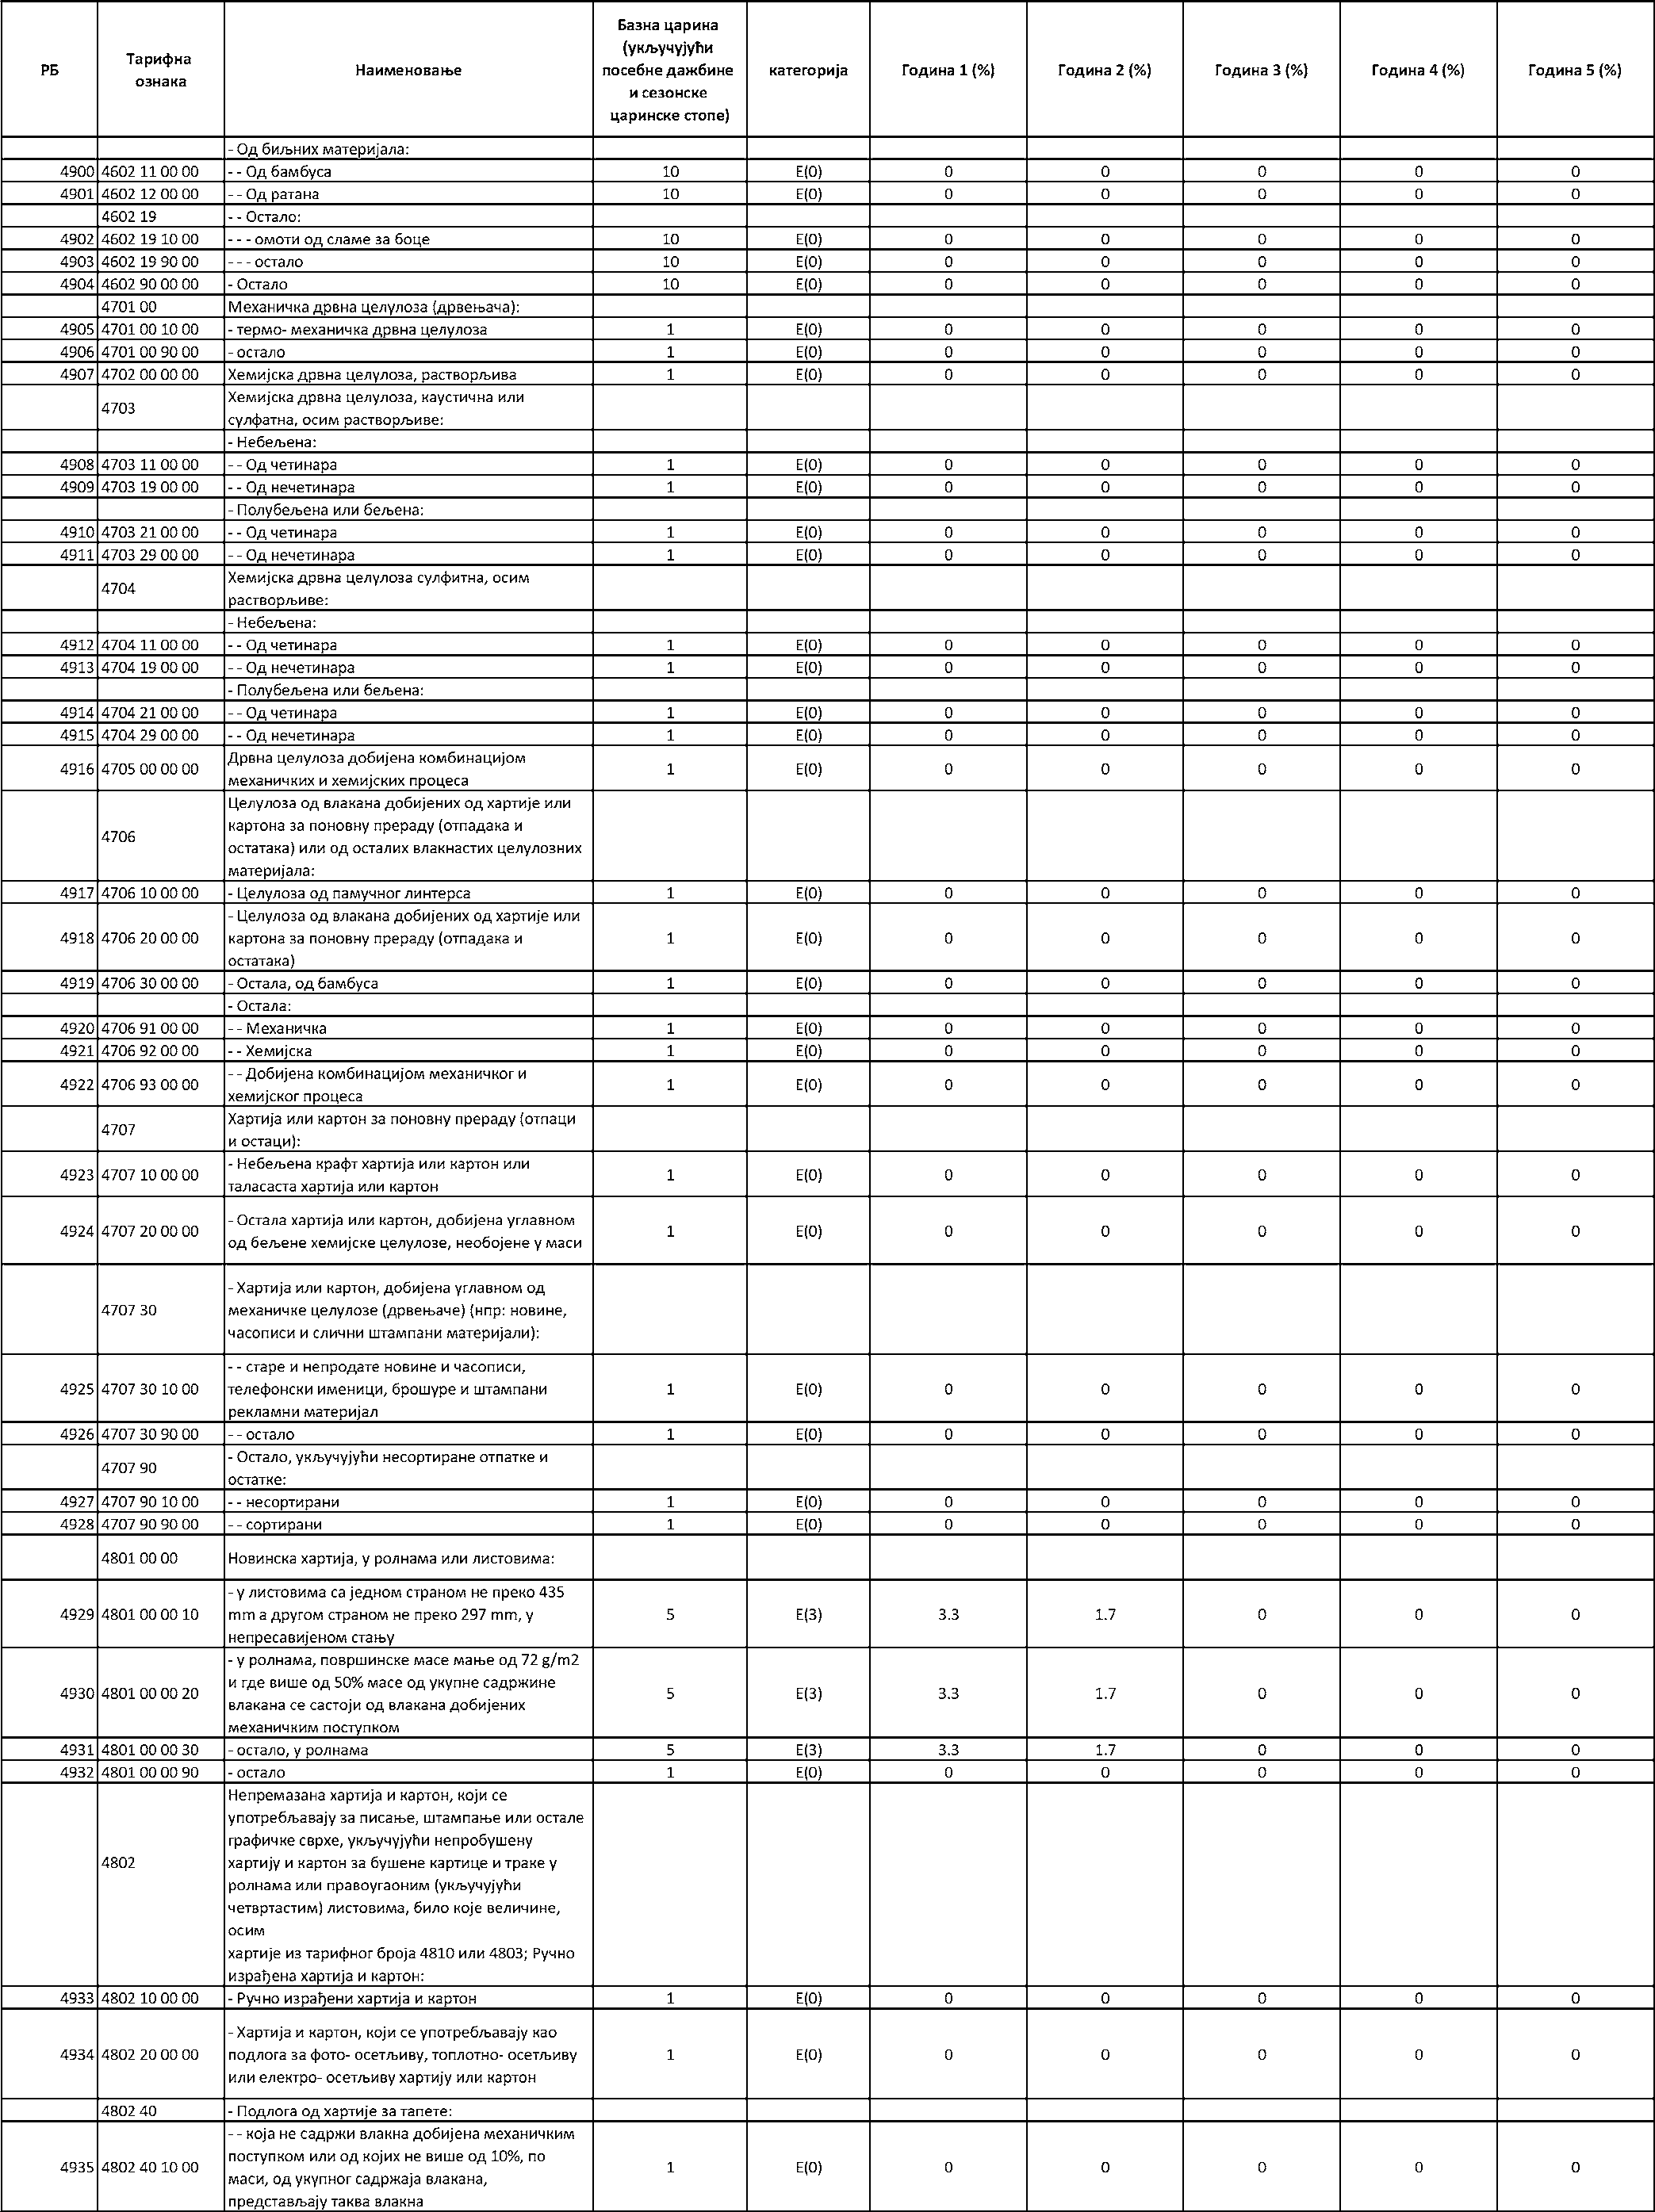 РБ Тарифна ознака Наименовање Базна царина (укључујући посебне дажбине и сезонске царинске стопе) категорија Година 1 (%) Година 2 (%) Година 3 (%) Година 4 (%) Година 5 (%)
- Од биљних материјала:
4900 4602 11 00 00 - - Од бамбуса 10 E(0) 0 0 0 0 0
4901 4602 12 00 00 - - Од ратана 10 E(0) 0 0 0 0 0
4602 19 - - Остало:
4902 4602 19 10 00 - - - омоти од сламе за боце 10 E(0) 0 0 0 0 0
4903 4602 19 90 00 - - - остало 10 E(0) 0 0 0 0 0
4904 4602 90 00 00 - Остало 10 E(0) 0 0 0 0 0
4701 00 Механичка дрвна целулоза (дрвењача):
4905 4701 00 10 00 - термо- механичка дрвна целулоза 1 E(0) 0 0 0 0 0
4906 4701 00 90 00 - остало 1 E(0) 0 0 0 0 0
4907 4702 00 00 00 Хемијска дрвна целулоза, растворљива 1 E(0) 0 0 0 0 0
4703 Хемијска дрвна целулоза, каустична или
сулфатна, осим растворљиве:
- Небељена:
4908 4703 11 00 00 - - Од четинара 1 E(0) 0 0 0 0 0
4909 4703 19 00 00 - - Од нечетинара 1 E(0) 0 0 0 0 0
- Полубељена или бељена:
4910 4703 21 00 00 - - Од четинара 1 E(0) 0 0 0 0 0
4911 4703 29 00 00 - - Од нечетинара 1 E(0) 0 0 0 0 0
4704 Хемијска дрвна целулоза сулфитна, осим
растворљиве:
- Небељена:
4912 4704 11 00 00 - - Од четинара 1 E(0) 0 0 0 0 0
4913 4704 19 00 00 - - Од нечетинара 1 E(0) 0 0 0 0 0
- Полубељена или бељена:
4914 4704 21 00 00 - - Од четинара 1 E(0) 0 0 0 0 0
4915 4704 29 00 00 - - Од нечетинара 1 E(0) 0 0 0 0 0
4916 4705 00 00 00 Дрвна целулоза добијена комбинацијом
механичких и хемијских процеса 1 E(0) 0 0 0 0 0
4706 Целулоза од влакана добијених од хартије или
картона за поновну прераду (отпадака и
остатака) или од осталих влакнастих целулозних
материјала:
4917 4706 10 00 00 - Целулоза од памучног линтерса 1 E(0) 0 0 0 0 0
4918 4706 20 00 00 - Целулоза од влакана добијених од хартије или
картона за поновну прераду (отпадака и
остатака) 1 E(0) 0 0 0 0 0
4919 4706 30 00 00 - Остала, од бамбуса 1 E(0) 0 0 0 0 0
- Остала:
4920 4706 91 00 00 - - Механичка 1 E(0) 0 0 0 0 0
4921 4706 92 00 00 - - Хемијска 1 E(0) 0 0 0 0 0
4922 4706 93 00 00 - - Добијена комбинацијом механичког и
хемијског процеса 1 E(0) 0 0 0 0 0
4707 Хартија или картон за поновну прераду (отпаци
и остаци):
4923 4707 10 00 00 - Небељена крафт хартија или картон или
таласаста хартија или картон 1 E(0) 0 0 0 0 0
4924 4707 20 00 00 - Остала хартија или картон, добијена углавном
од бељене хемијске целулозе, необојене у маси 1 E(0) 0 0 0 0 0
4707 30 - Хартија или картон, добијена углавном од
механичке целулозе (дрвењаче) (нпр: новине,
часописи и слични штампани материјали):
4925 4707 30 10 00 - - старе и непродате новине и часописи,
телефонски именици, брошуре и штампани
рекламни материјал 1 E(0) 0 0 0 0 0
4926 4707 30 90 00 - - остало 1 E(0) 0 0 0 0 0
4707 90 - Остало, укључујући несортиране отпатке и
остатке:
4927 4707 90 10 00 - - несортирани 1 E(0) 0 0 0 0 0
4928 4707 90 90 00 - - сортирани 1 E(0) 0 0 0 0 0
4801 00 00 Новинска хартија, у ролнама или листовима:
4929 4801 00 00 10 - у листовима са једном страном не преко 435
mm а другом страном не преко 297 mm, у
непресавијеном стању 5 E(3) 3.3 1.7 0 0 0
4930 4801 00 00 20 - у ролнама, површинске масе мање од 72 g/m2
и где више од 50% масе од укупне садржине
влакана се састоји од влакана добијених
механичким поступком 5 E(3) 3.3 1.7 0 0 0
4931 4801 00 00 30 - остало, у ролнама 5 E(3) 3.3 1.7 0 0 0
4932 4801 00 00 90 - остало 1 E(0) 0 0 0 0 0
4802 Непремазана хартија и картон, који се
употребљавају за писање, штампање или остале
графичке сврхе, укључујући непробушену
хартију и картон за бушене картице и траке у
ролнама или правоугаоним (укључујући
четвртастим) листовима, било које величине,
осим
хартије из тарифног броја 4810 или 4803; Ручно
израђена хартија и картон:
4933 4802 10 00 00 - Ручно израђени хартија и картон 1 E(0) 0 0 0 0 0
4934 4802 20 00 00 - Хартија и картон, који се употребљавају као
подлога за фото- осетљиву, топлотно- осетљиву
или електро- осетљиву хартију или картон 1 E(0) 0 0 0 0 0
4802 40 - Подлога од хартије за тапете:
4935 4802 40 10 00 - - која не садржи влакна добијена механичким
поступком или од којих не више од 10%, по
маси, од укупног садржаја влакана,
представљају таква влакна 1 E(0) 0 0 0 0 0